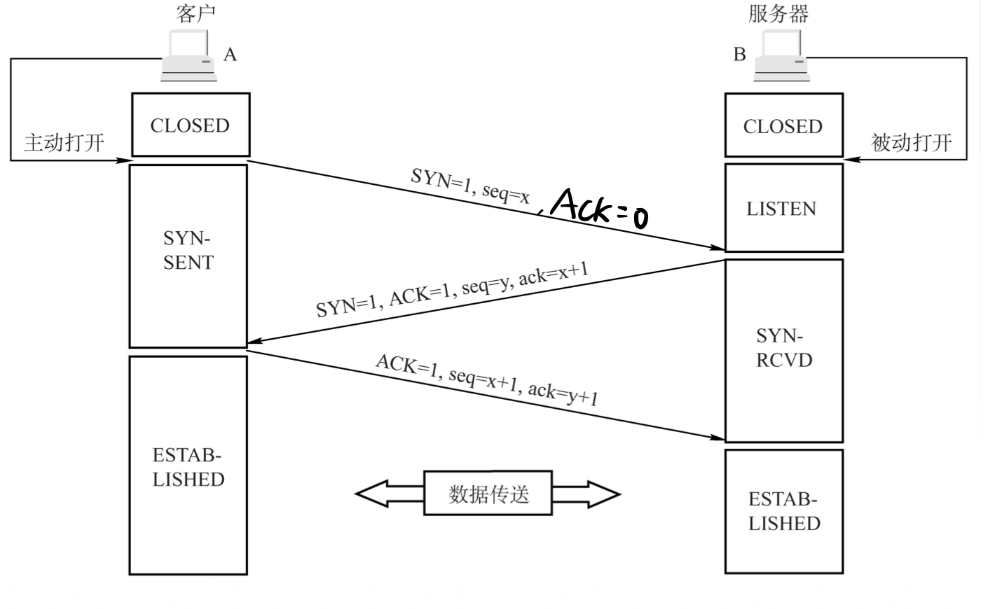 客户
服务器
A
B
CLOSED
CLOSED
主动打开
被动打开
SYN=1, seq=x
, Ack=0
LISTEN
SYN-
SENT
SYN=1, ACK=1, seq=y, ack=x+1
SYN-
RCVD
ACK=1, seq=x+1, ack=y+1
ESTAB-
LISHED
数据传送
ESTAB-
LISHED